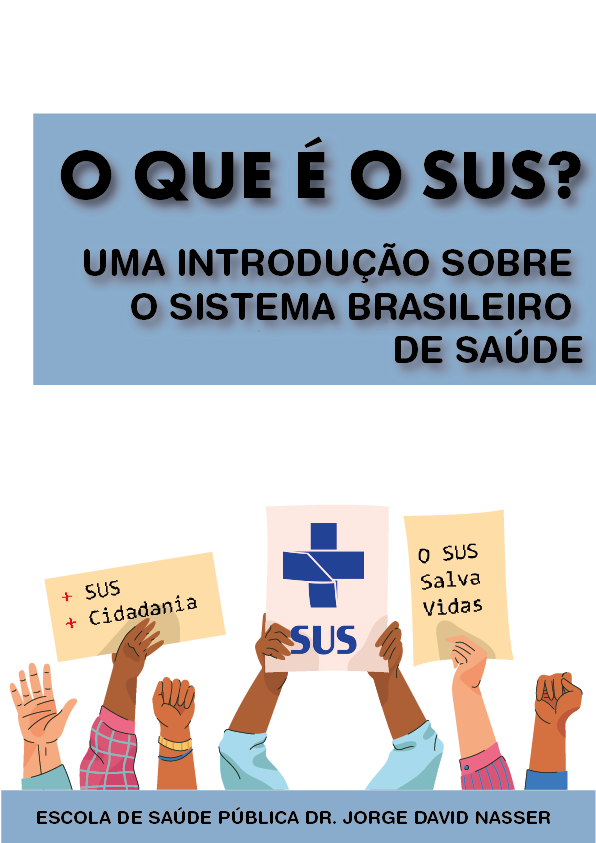 O QUE É O SUS?
UMA INTRODUÇÃO SOBRE
O SISTEMA BRASILEIRO
DE SAÚDE
+ SUS
+ Cidadania
SUS
O SUS
Salva
Vidas
ESCOLA DE SAÚDE PÚBLICA DR. JORGE DAVID NASSER